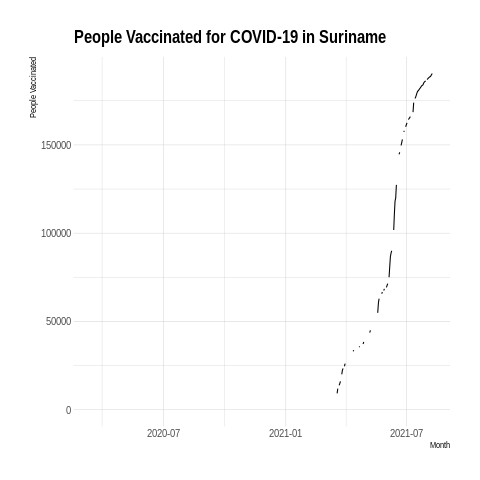 People Vaccinated for COVID-19 in Suriname
People Vaccinated
150000
100000
50000
0
2020-07 2021-01 2021-07
Month